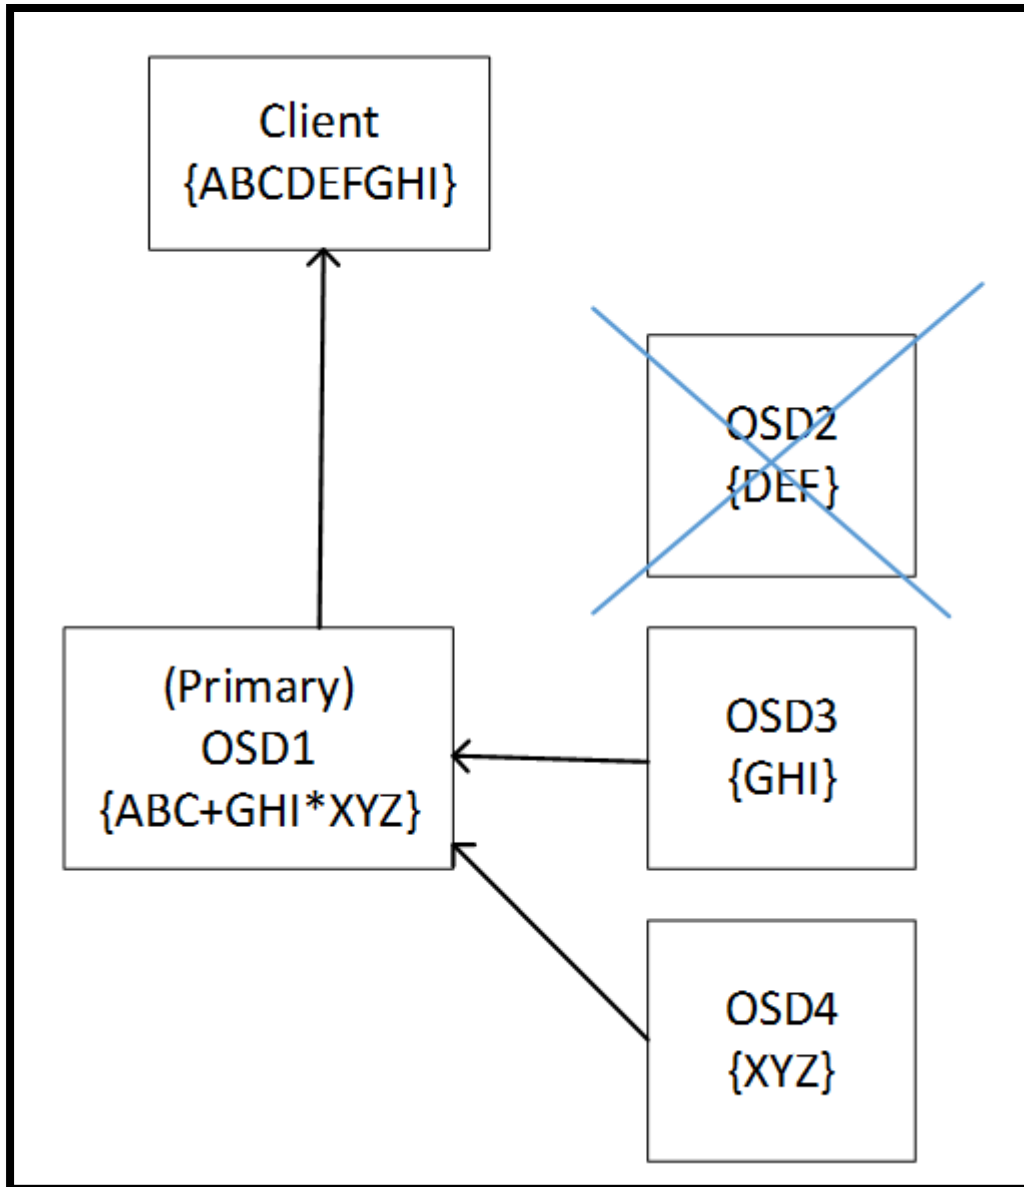 Client
{ABCDEFGHI}
OSD2
{DEF}
(Primary)
OSD1
{ABC+GHI*XYZ}
OSD3
{GHI}
OSD4
{XYZ}